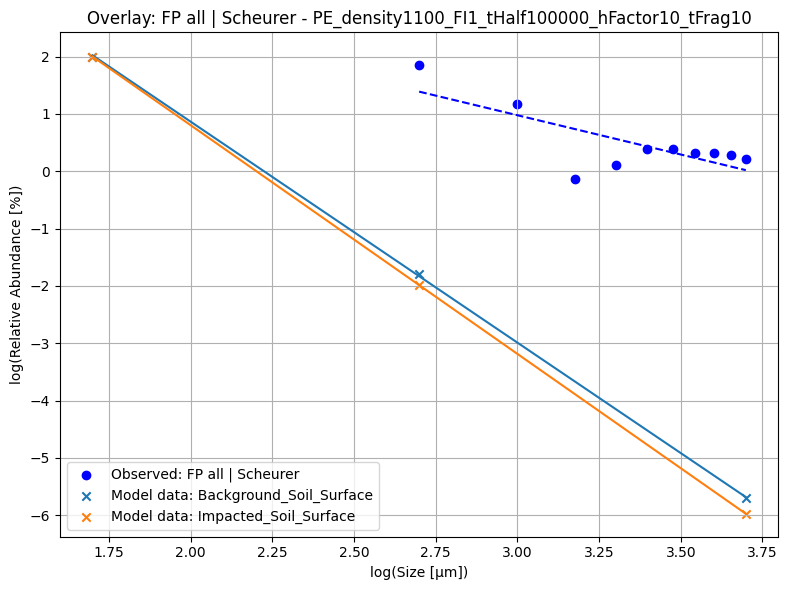 Overlay: FP all | Scheurer - PE_density1100_FI1_tHalf100000_hFactor10_tFrag10
log(Relative Abundance [%])
2
1
0
−1
−2
−3
−4
−5
−6
Observed: FP all | Scheurer
Model data: Background_Soil_Surface
Model data: Impacted_Soil_Surface
1.75 2.00 2.25 2.50 2.75 3.00 3.25 3.50 3.75
log(Size [μm])